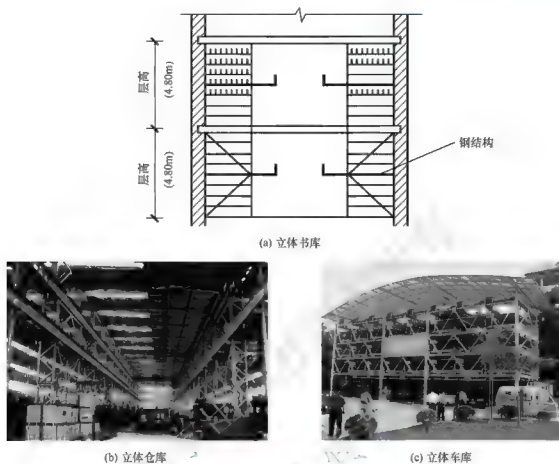 层高
(4.80m)
层高
(4.80m)
钢结构
(a) 立体书库
(b) 立体仓库
(c) 立体车库